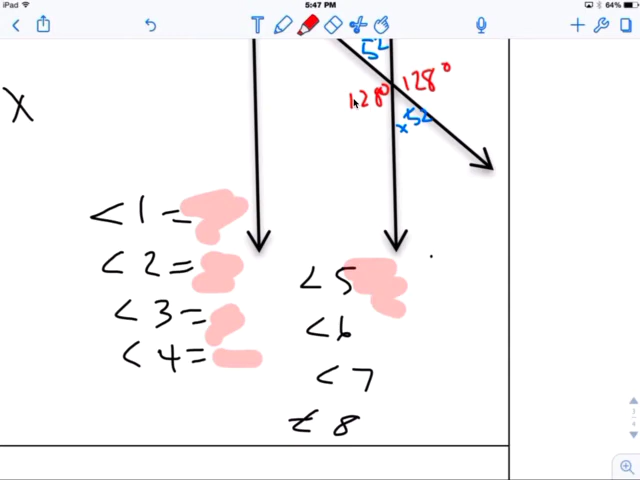 iPad
5:47 PM
64%
T
52
128° 128°
x 52
X
<1 =
<2 =
<3 =
<4 =
<5
<6
<7
<8